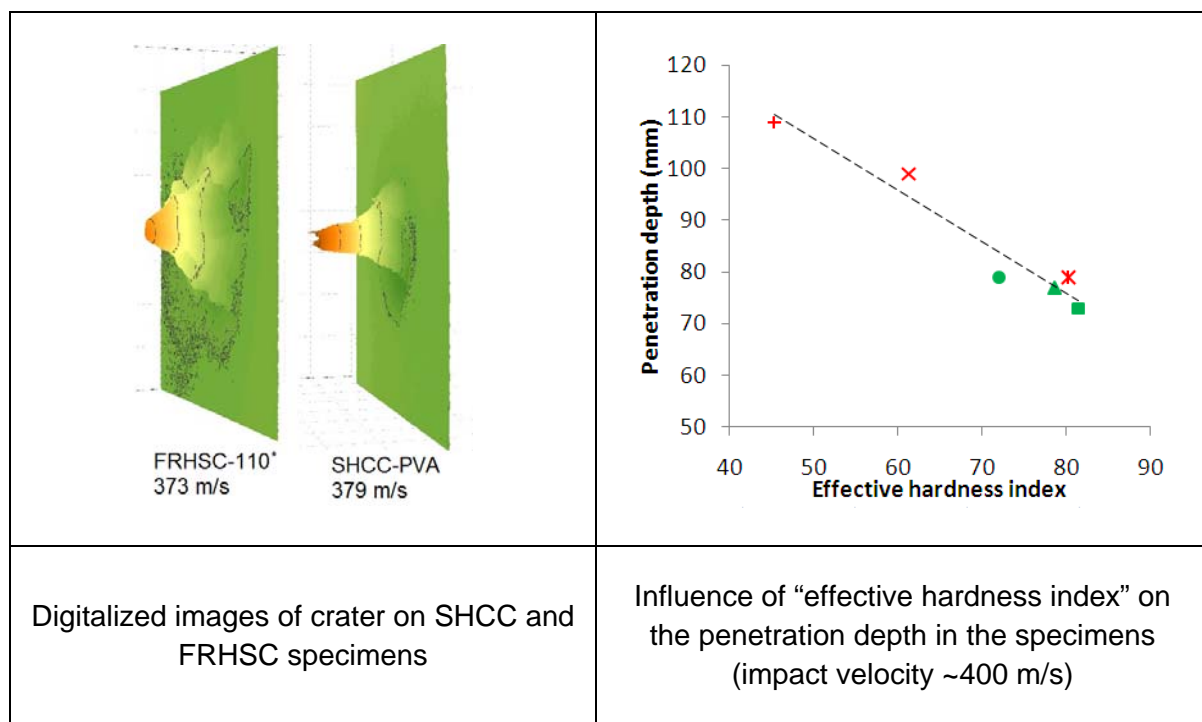 FRHSC-110*
373 m/s
SHCC-PVA
379 m/s
Penetration depth (mm)
120
110
100
90
80
70
60
50
40
50
60
70
80
90
Effective hardness index
Digitalized images of crater on SHCC and
FRHSC specimens
Influence of “effective hardness index” on
the penetration depth in the specimens
(impact velocity ~400 m/s)